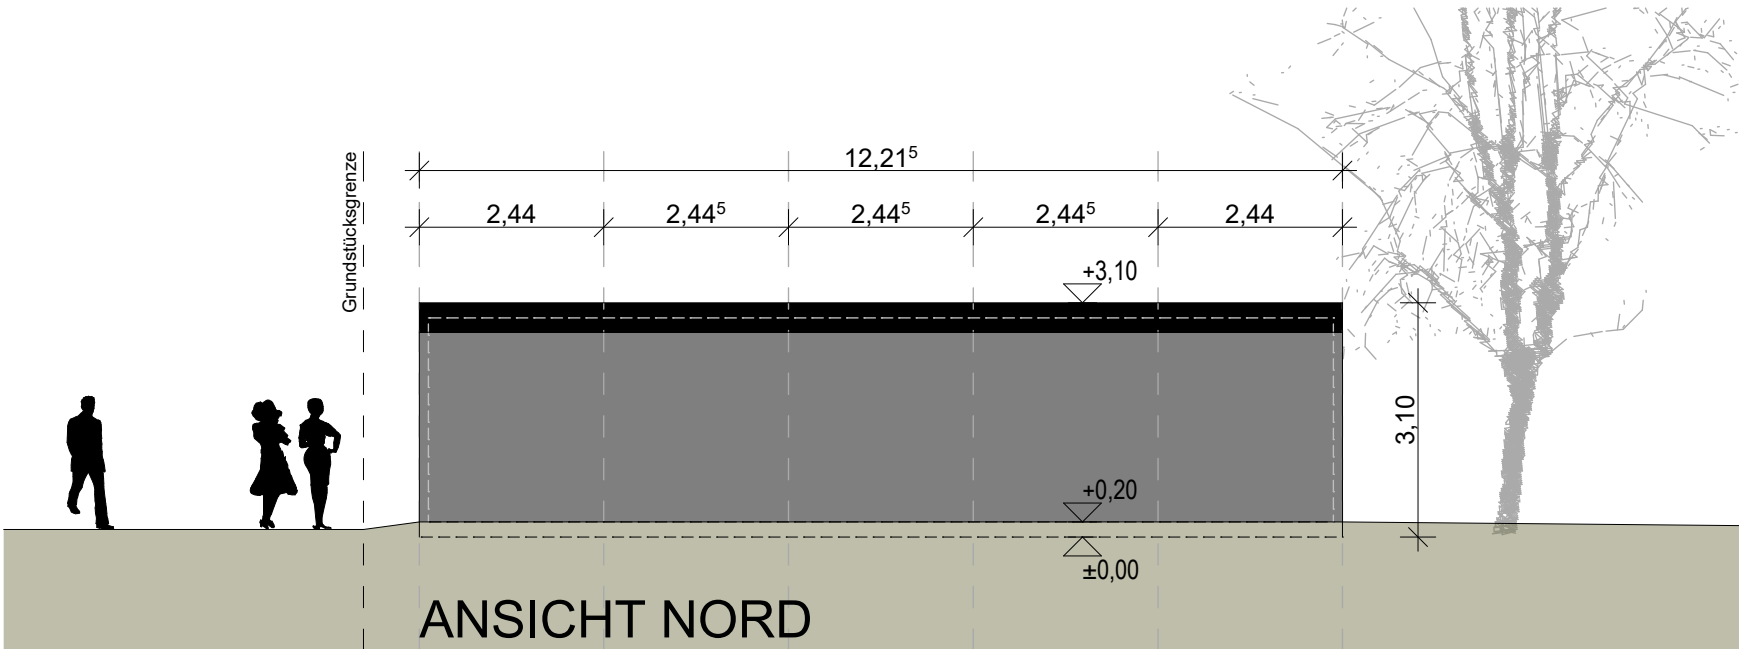 Grundstücksgrenze
12,21⁵
2,44 2,44⁵ 2,44⁵ 2,44⁵ 2,44
+3,10
3,10
+0,20
±0,00
ANSICHT NORD